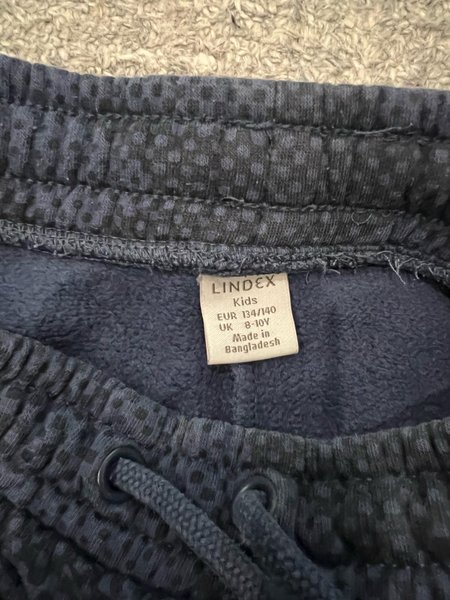 LINDEX
Kids
EUR 134/140
UK 8-10Y
Made in
Bangladesh